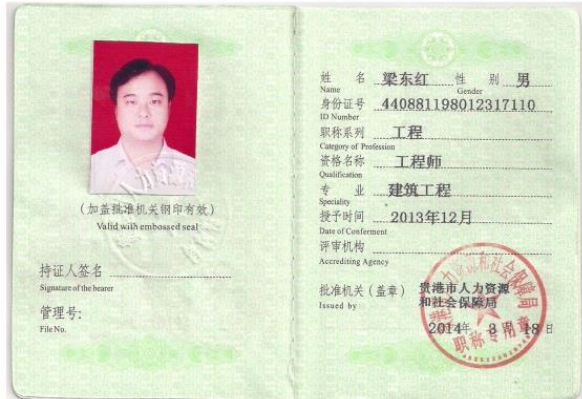 (加盖批准机关钢印有效)
Valid with embossed seal
持证人签名
Signature of the bearer
管理号:
File No.
姓 名 梁东红 性 别 男
Name Gender
身份证号 440881198012317110
ID Number
职称系列 工程
Category of Profession
资格名称 工程师
Qualification
专 业 建筑工程
Speciality
授予时间 2013年12月
Date of Conferment
评审机构
Accrediting Agency
批准机关(盖章) 贵港市人力资源
Issued by 和社会保障局
2014年 3月 18日
职称专用章